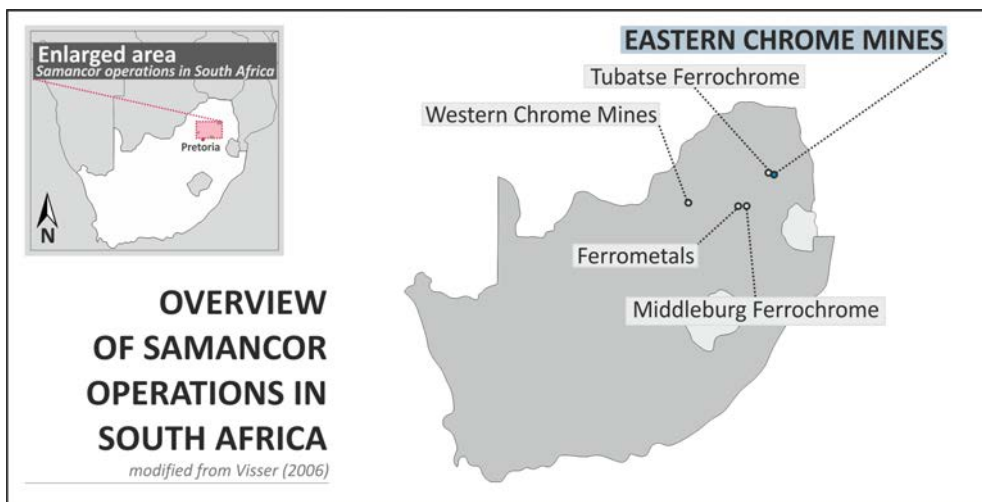 Enlarged area
Samancor operations in South Africa
Pretoria
N
OVERVIEW
OF SAMANCOR
OPERATIONS IN
SOUTH AFRICA
modified from Visser (2006)
EASTERN CHROME MINES
Tubatse Ferrochrome
Western Chrome Mines
Ferrometals
Middleburg Ferrochrome